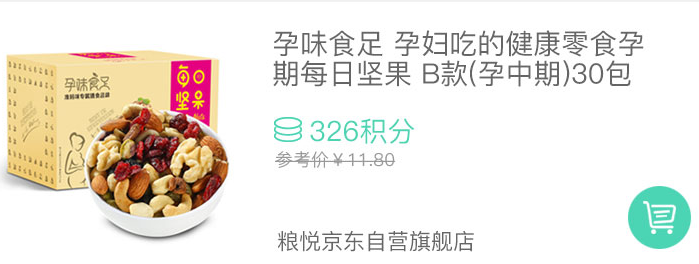 孕味食足 孕妇吃的健康零食孕
期每日坚果 B款(孕中期)30包
326积分
参考价￥11.80
粮悦京东自营旗舰店
孕味食足
每日
坚果